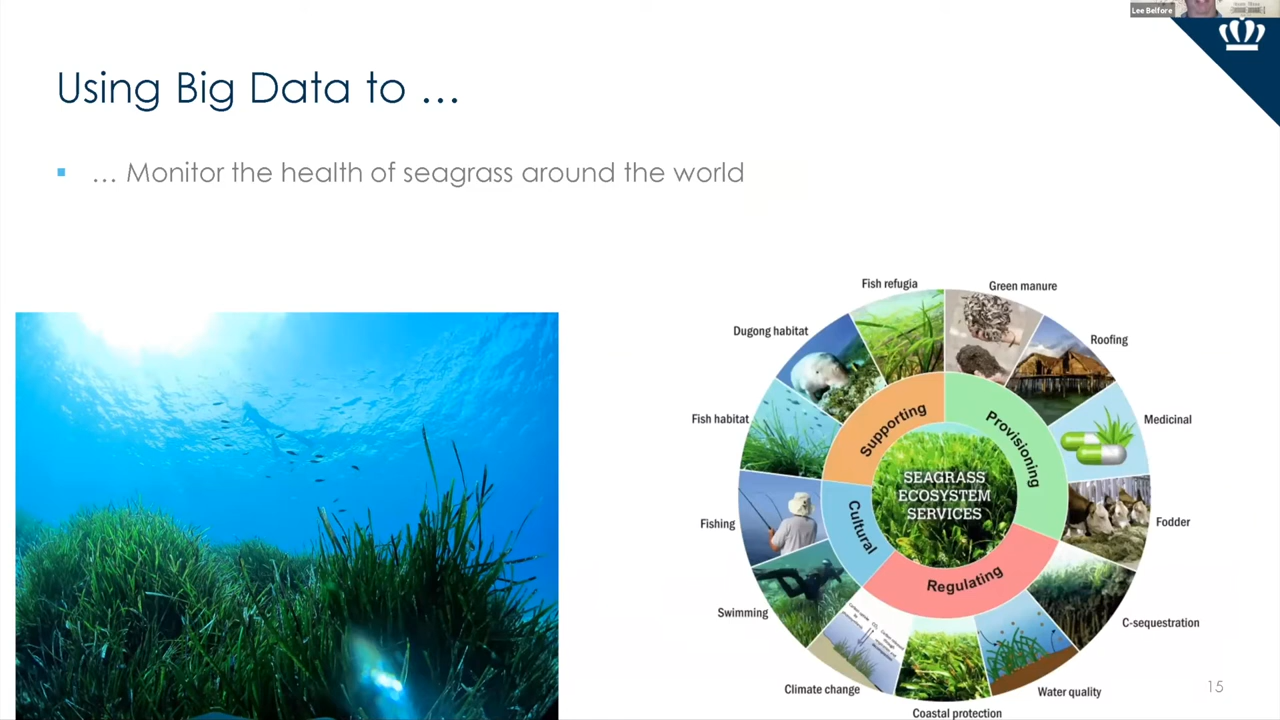 Lee Belfore
Using Big Data to ...
... Monitor the health of seagrass around the world
Fish refugia
Green manure
Dugong habitat
Roofing
Fish habitat
Medicinal
Supporting
Provisioning
SEAGRASS
ECOSYSTEM
SERVICES
Fishing
Cultural
Fodder
Regulating
Swimming
C-sequestration
Climate change
Water quality
Coastal protection
15